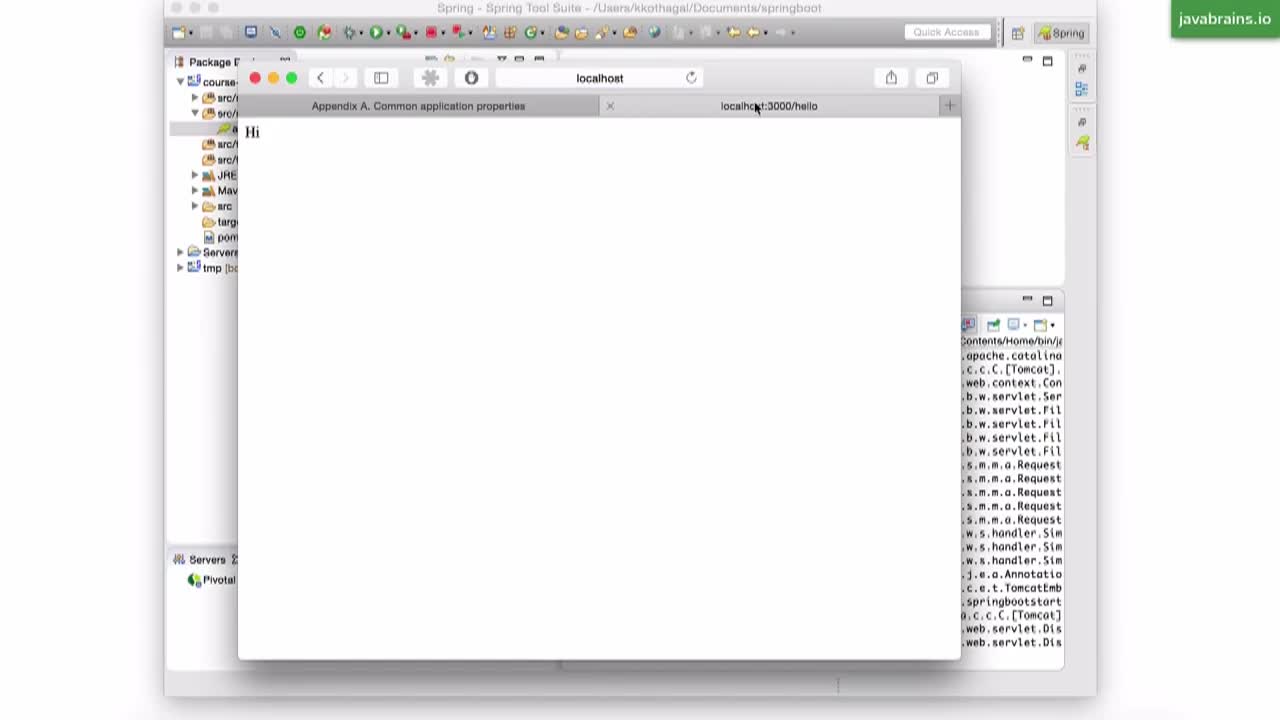 javabrains.io
Spring - Spring Tool Suite - /Users/kkothagal/Documents/springboot
Quick Access
Spring
Package E
localhost
Appendix A. Common application properties
localhost:3000/hello
Hi
course-
src/
src/
src/
src/
JRE
Mav
src
targ
pom
Servers
tmp
Contents/Home/bin/j
.apache.catalina
.c.c.C.[Tomcat].
.web.context.Con
.b.w.servlet.Ser
.b.w.servlet.Fil
.b.w.servlet.Fil
.b.w.servlet.Fil
.b.w.servlet.Fil
.s.m.m.a.Request
.s.m.m.a.Request
.s.m.m.a.Request
.s.m.m.a.Request
.s.m.m.a.Request
.w.s.handler.Sim
.w.s.handler.Sim
.w.s.handler.Sim
.j.e.a.Annotatio
.c.e.t.TomcatEmb
.springbootstart
a.c.c.C.[Tomcat]
.web.servlet.Dis
.web.servlet.Dis
Servers
Pivotal